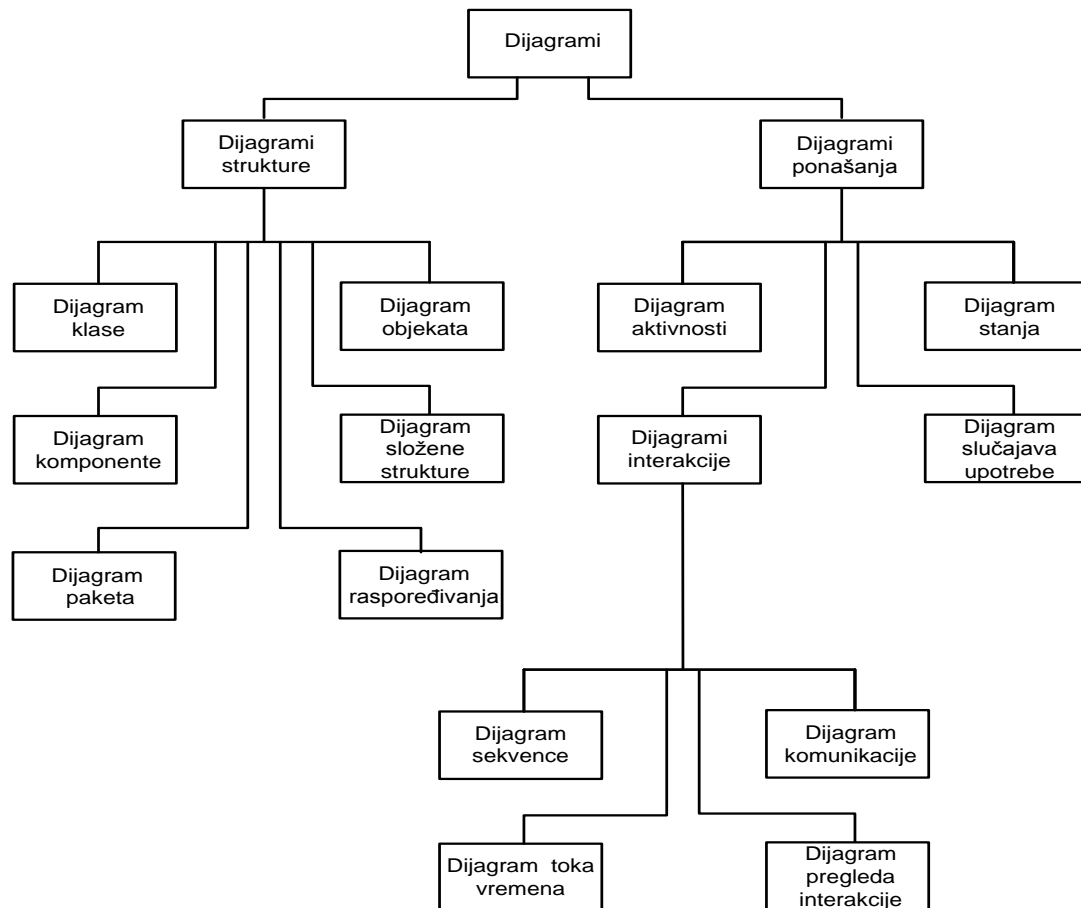 Dijagrami
Dijagrami
strukture
Dijagrami
ponašanja
Dijagram
klase
Dijagram
objekata
Dijagram
aktivnosti
Dijagram
stanja
Dijagram
komponente
Dijagram
složene
strukture
Dijagrami
interakcije
Dijagram
slučajava
upotrebe
Dijagram
paketa
Dijagram
raspoređivanja
Dijagram
sekvence
Dijagram
komunikacije
Dijagram toka
vremena
Dijagram
pregleda
interakcije